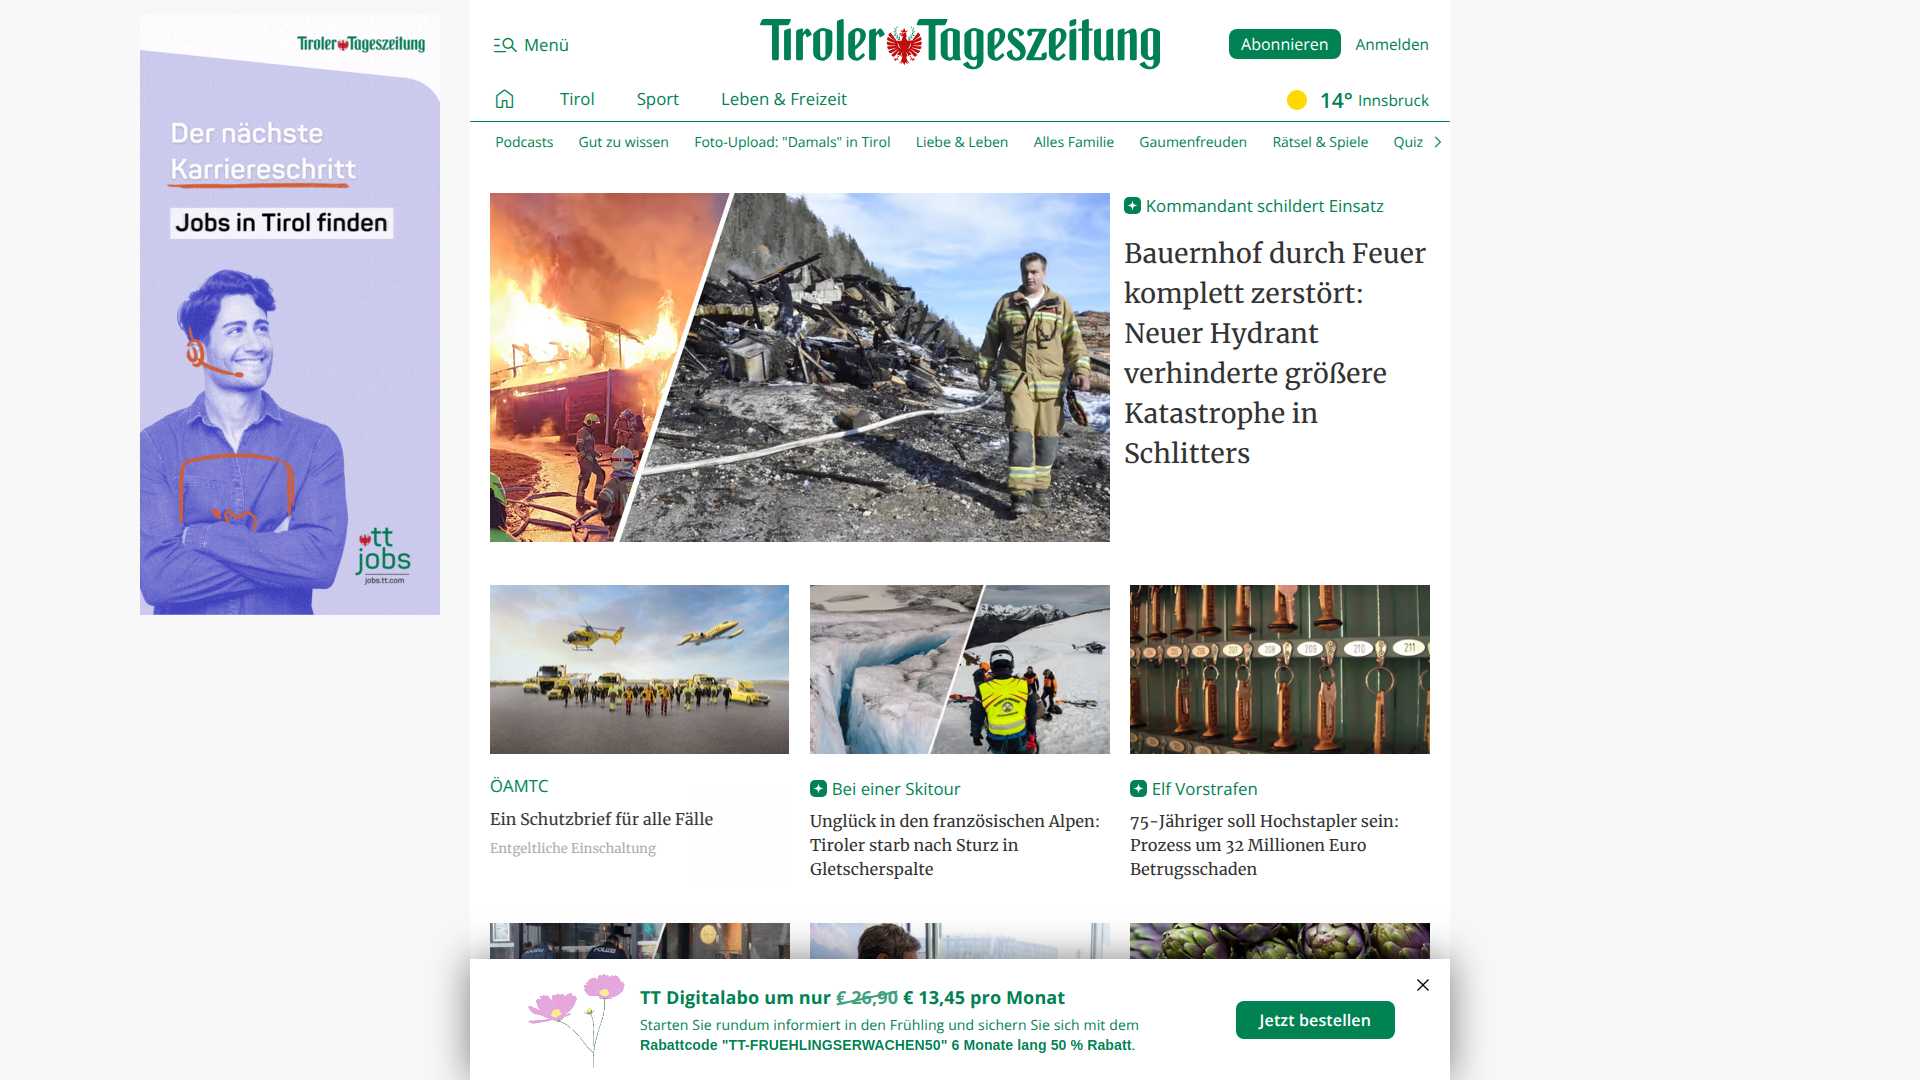 Tiroler Tageszeitung
Der nächste
Karriereschritt
Jobs in Tirol finden
tt
jobs
jobs.tt.com
Menü
Tiroler Tageszeitung
Abonnieren
Anmelden
Tirol
Sport
Leben & Freizeit
14° Innsbruck
Podcasts
Gut zu wissen
Foto-Upload: "Damals" in Tirol
Liebe & Leben
Alles Familie
Gaumenfreuden
Rätsel & Spiele
Quiz
Kommandant schildert Einsatz
Bauernhof durch Feuer
komplett zerstört:
Neuer Hydrant
verhinderte größere
Katastrophe in
Schlitters
207 208 209 210 211
ÖAMTC
Ein Schutzbrief für alle Fälle
Entgeltliche Einschaltung
Bei einer Skitour
Unglück in den französischen Alpen:
Tiroler starb nach Sturz in
Gletscherspalte
Elf Vorstrafen
75-Jähriger soll Hochstapler sein:
Prozess um 32 Millionen Euro
Betrugsschaden
POLIZEI
TT Digitalabo um nur € 26,90 € 13,45 pro Monat
Starten Sie rundum informiert in den Frühling und sichern Sie sich mit dem
Rabattcode "TT-FRUEHLINGSERWACHEN50" 6 Monate lang 50 % Rabatt.
Jetzt bestellen